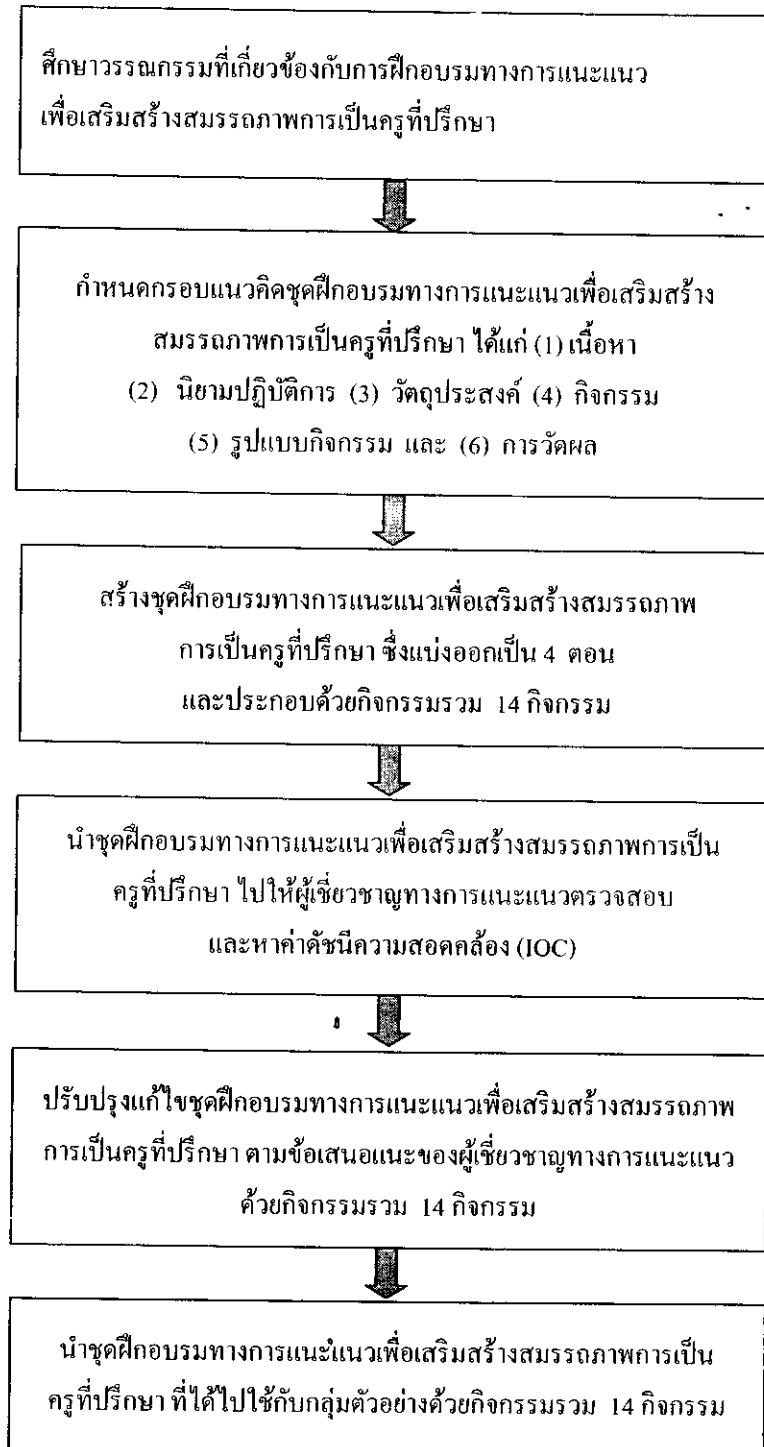 ศึกษาวรรณกรรมที่เกี่ยวข้องกับการฝึกอบรมทางการแนะแนว
เพื่อเสริมสร้างสมรรถภาพการเป็นครูที่ปรึกษา
กำหนดกรอบแนวคิดชุดฝึกอบรมทางการแนะแนวเพื่อเสริมสร้าง
สมรรถภาพการเป็นครูที่ปรึกษา ได้แก่ (1) เนื้อหา
(2) นิยามปฏิบัติการ (3) วัตถุประสงค์ (4) กิจกรรม
(5) รูปแบบกิจกรรม และ (6) การวัดผล
สร้างชุดฝึกอบรมทางการแนะแนวเพื่อเสริมสร้างสมรรถภาพ
การเป็นครูที่ปรึกษา ซึ่งแบ่งออกเป็น 4 ตอน
และประกอบด้วยกิจกรรมรวม 14 กิจกรรม
นำชุดฝึกอบรมทางการแนะแนวเพื่อเสริมสร้างสมรรถภาพการเป็น
ครูที่ปรึกษา ไปให้ผู้เชี่ยวชาญทางการแนะแนวตรวจสอบ
และหาค่าดัชนีความสอดคล้อง (IOC)
ปรับปรุงแก้ไขชุดฝึกอบรมทางการแนะแนวเพื่อเสริมสร้างสมรรถภาพ
การเป็นครูที่ปรึกษา ตามข้อเสนอแนะของผู้เชี่ยวชาญทางการแนะแนว
ด้วยกิจกรรมรวม 14 กิจกรรม
นำชุดฝึกอบรมทางการแนะแนวเพื่อเสริมสร้างสมรรถภาพการเป็น
ครูที่ปรึกษา ที่ได้ไปใช้กับกลุ่มตัวอย่างด้วยกิจกรรมรวม 14 กิจกรรม